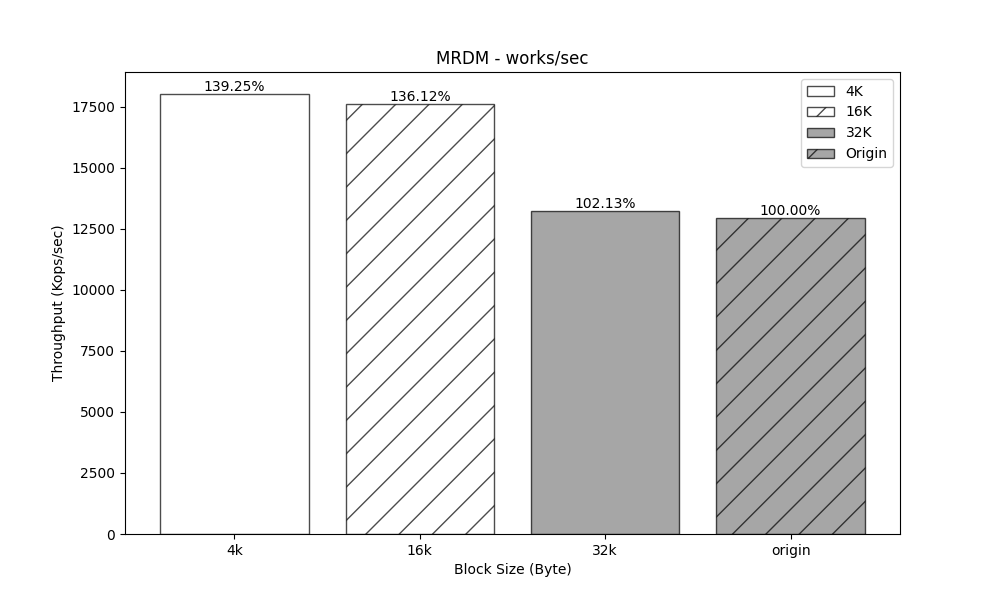 MRDM - works/sec
139.25%
136.12%
102.13%
100.00%
4K
16K
32K
Origin
Throughput (Kops/sec)
17500
15000
12500
10000
7500
5000
2500
0
4k
16k
32k
origin
Block Size (Byte)